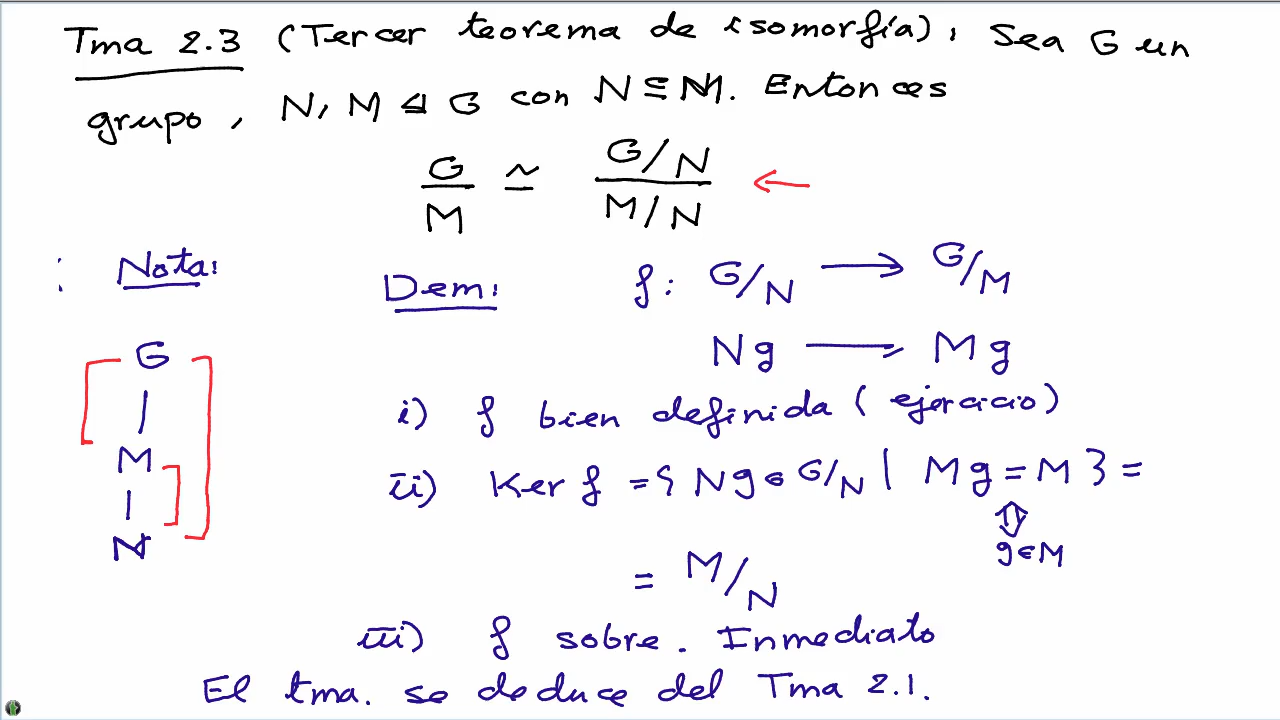 Tma 2.3 (Tercer teorema de isomorfía). Sea G un
grupo, N, M ⊴ G con N ⊆ M. Entonces
G/M ≃ (G/N)/(M/N) ←
: Nota:
G
|
M
|
N
Dem: f: G/N ⟶ G/M
Ng ⟶ Mg
i) f bien definida (ejercicio)
ii) Ker f = { Ng ∈ G/N | Mg = M } =
⇕
g ∈ M
= M/N
iii) f sobre. Inmediato
El tma. se deduce del Tma 2.1.